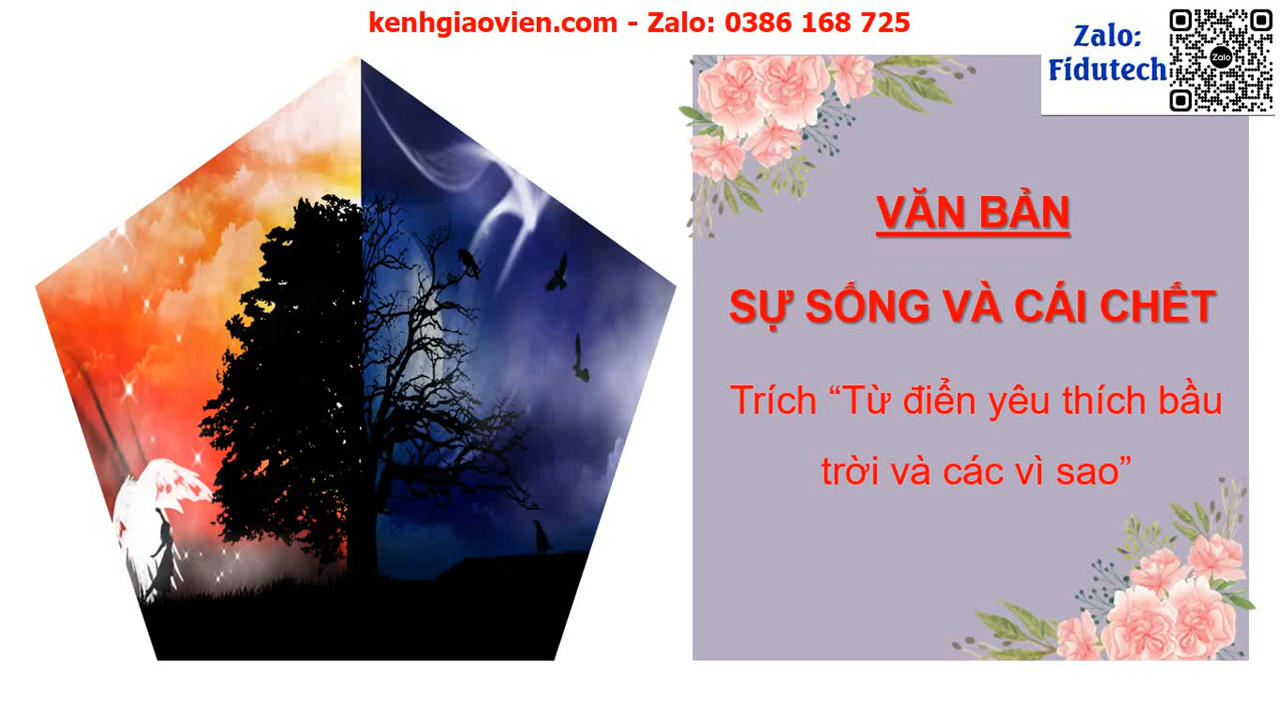 kenhgiaovien.com - Zalo: 0386 168 725
Zalo:
Fidutech
Zalo
VĂN BẢN
SỰ SỐNG VÀ CÁI CHẾT
Trích “Từ điển yêu thích bầu
trời và các vì sao”